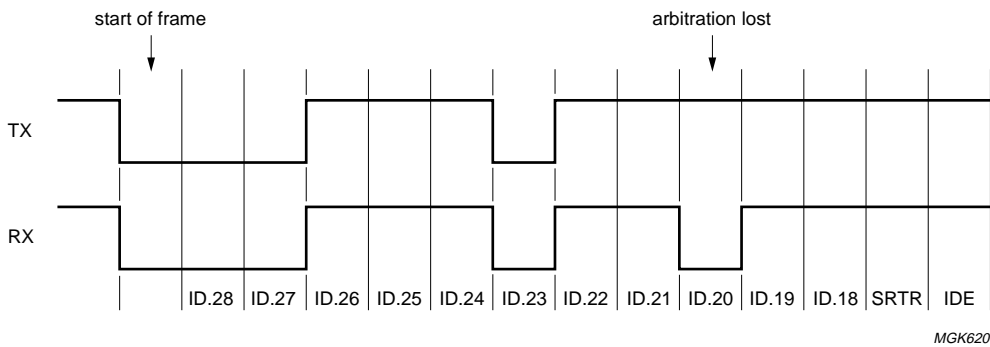 start of frame
arbitration lost
TX
RX
ID.28 ID.27 ID.26 ID.25 ID.24 ID.23 ID.22 ID.21 ID.20 ID.19 ID.18 SRTR IDE
MGK620